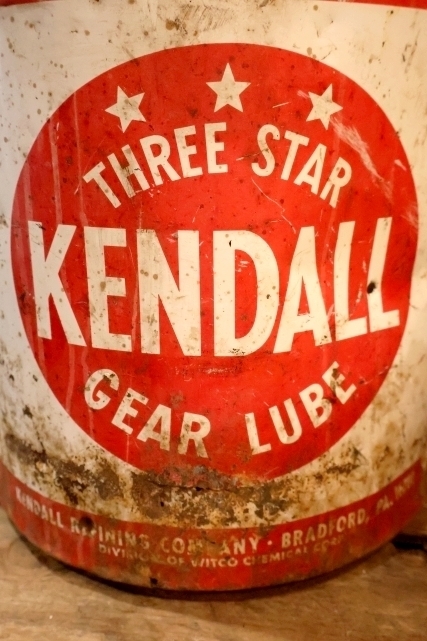 THREE STAR
KENDALL
GEAR LUBE
KENDALL REFINING COMPANY • BRADFORD, PA.
DIVISION OF WITCO CHEMICAL CORP